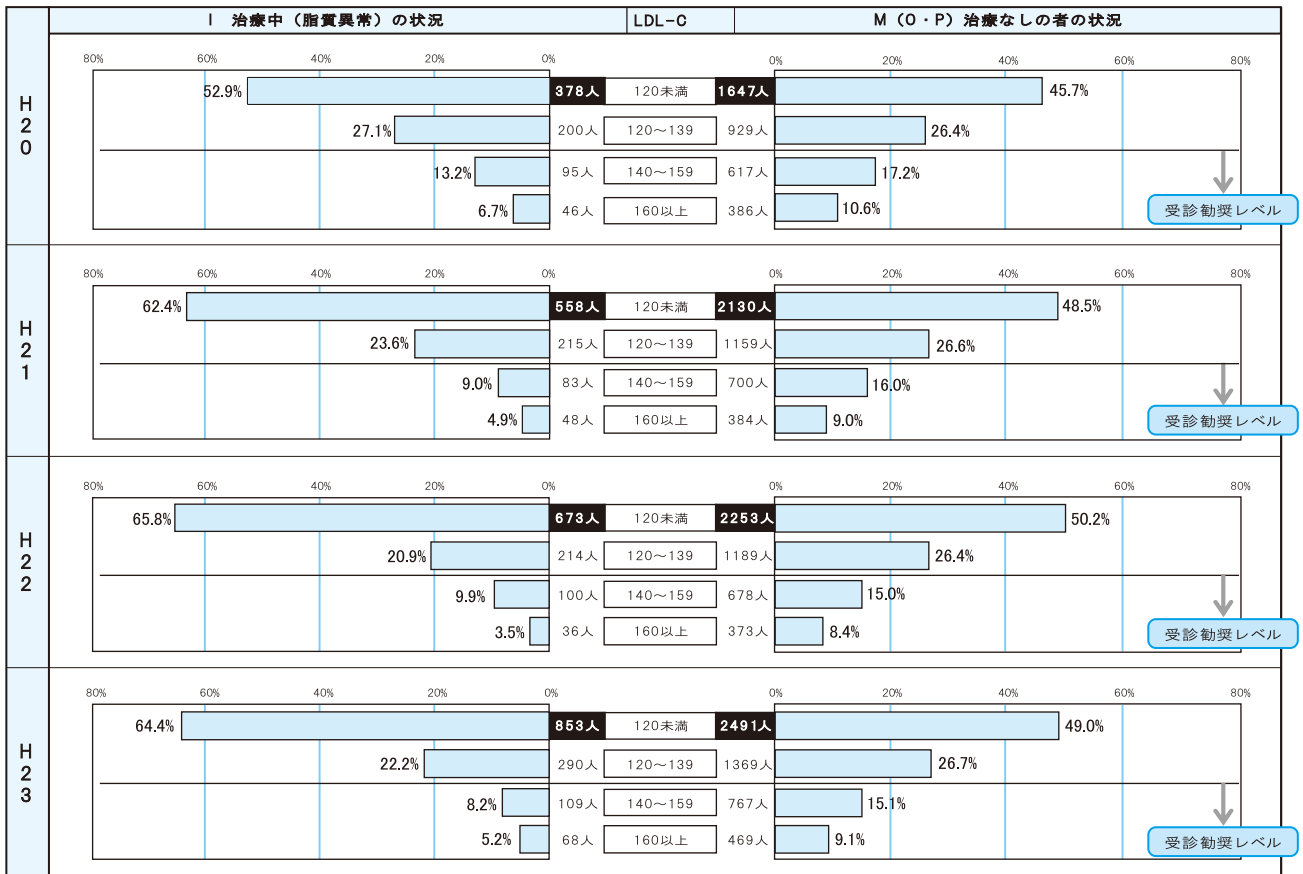 I 治療中（脂質異常）の状況 LDL-C M（O・P）治療なしの者の状況
H20
80% 60% 40% 20% 0% 0% 20% 40% 60% 80%
52.9% 378人 120未満 1647人 45.7%
27.1% 200人 120〜139 929人 26.4%
13.2% 95人 140〜159 617人 17.2%
6.7% 46人 160以上 386人 10.6%
受診勧奨レベル
H21
80% 60% 40% 20% 0% 0% 20% 40% 60% 80%
62.4% 558人 120未満 2130人 48.5%
23.6% 215人 120〜139 1159人 26.6%
9.0% 83人 140〜159 700人 16.0%
4.9% 48人 160以上 384人 9.0%
受診勧奨レベル
H22
80% 60% 40% 20% 0% 0% 20% 40% 60% 80%
65.8% 673人 120未満 2253人 50.2%
20.9% 214人 120〜139 1189人 26.4%
9.9% 100人 140〜159 678人 15.0%
3.5% 36人 160以上 373人 8.4%
受診勧奨レベル
H23
80% 60% 40% 20% 0% 0% 20% 40% 60% 80%
64.4% 853人 120未満 2491人 49.0%
22.2% 290人 120〜139 1369人 26.7%
8.2% 109人 140〜159 767人 15.1%
5.2% 68人 160以上 469人 9.1%
受診勧奨レベル